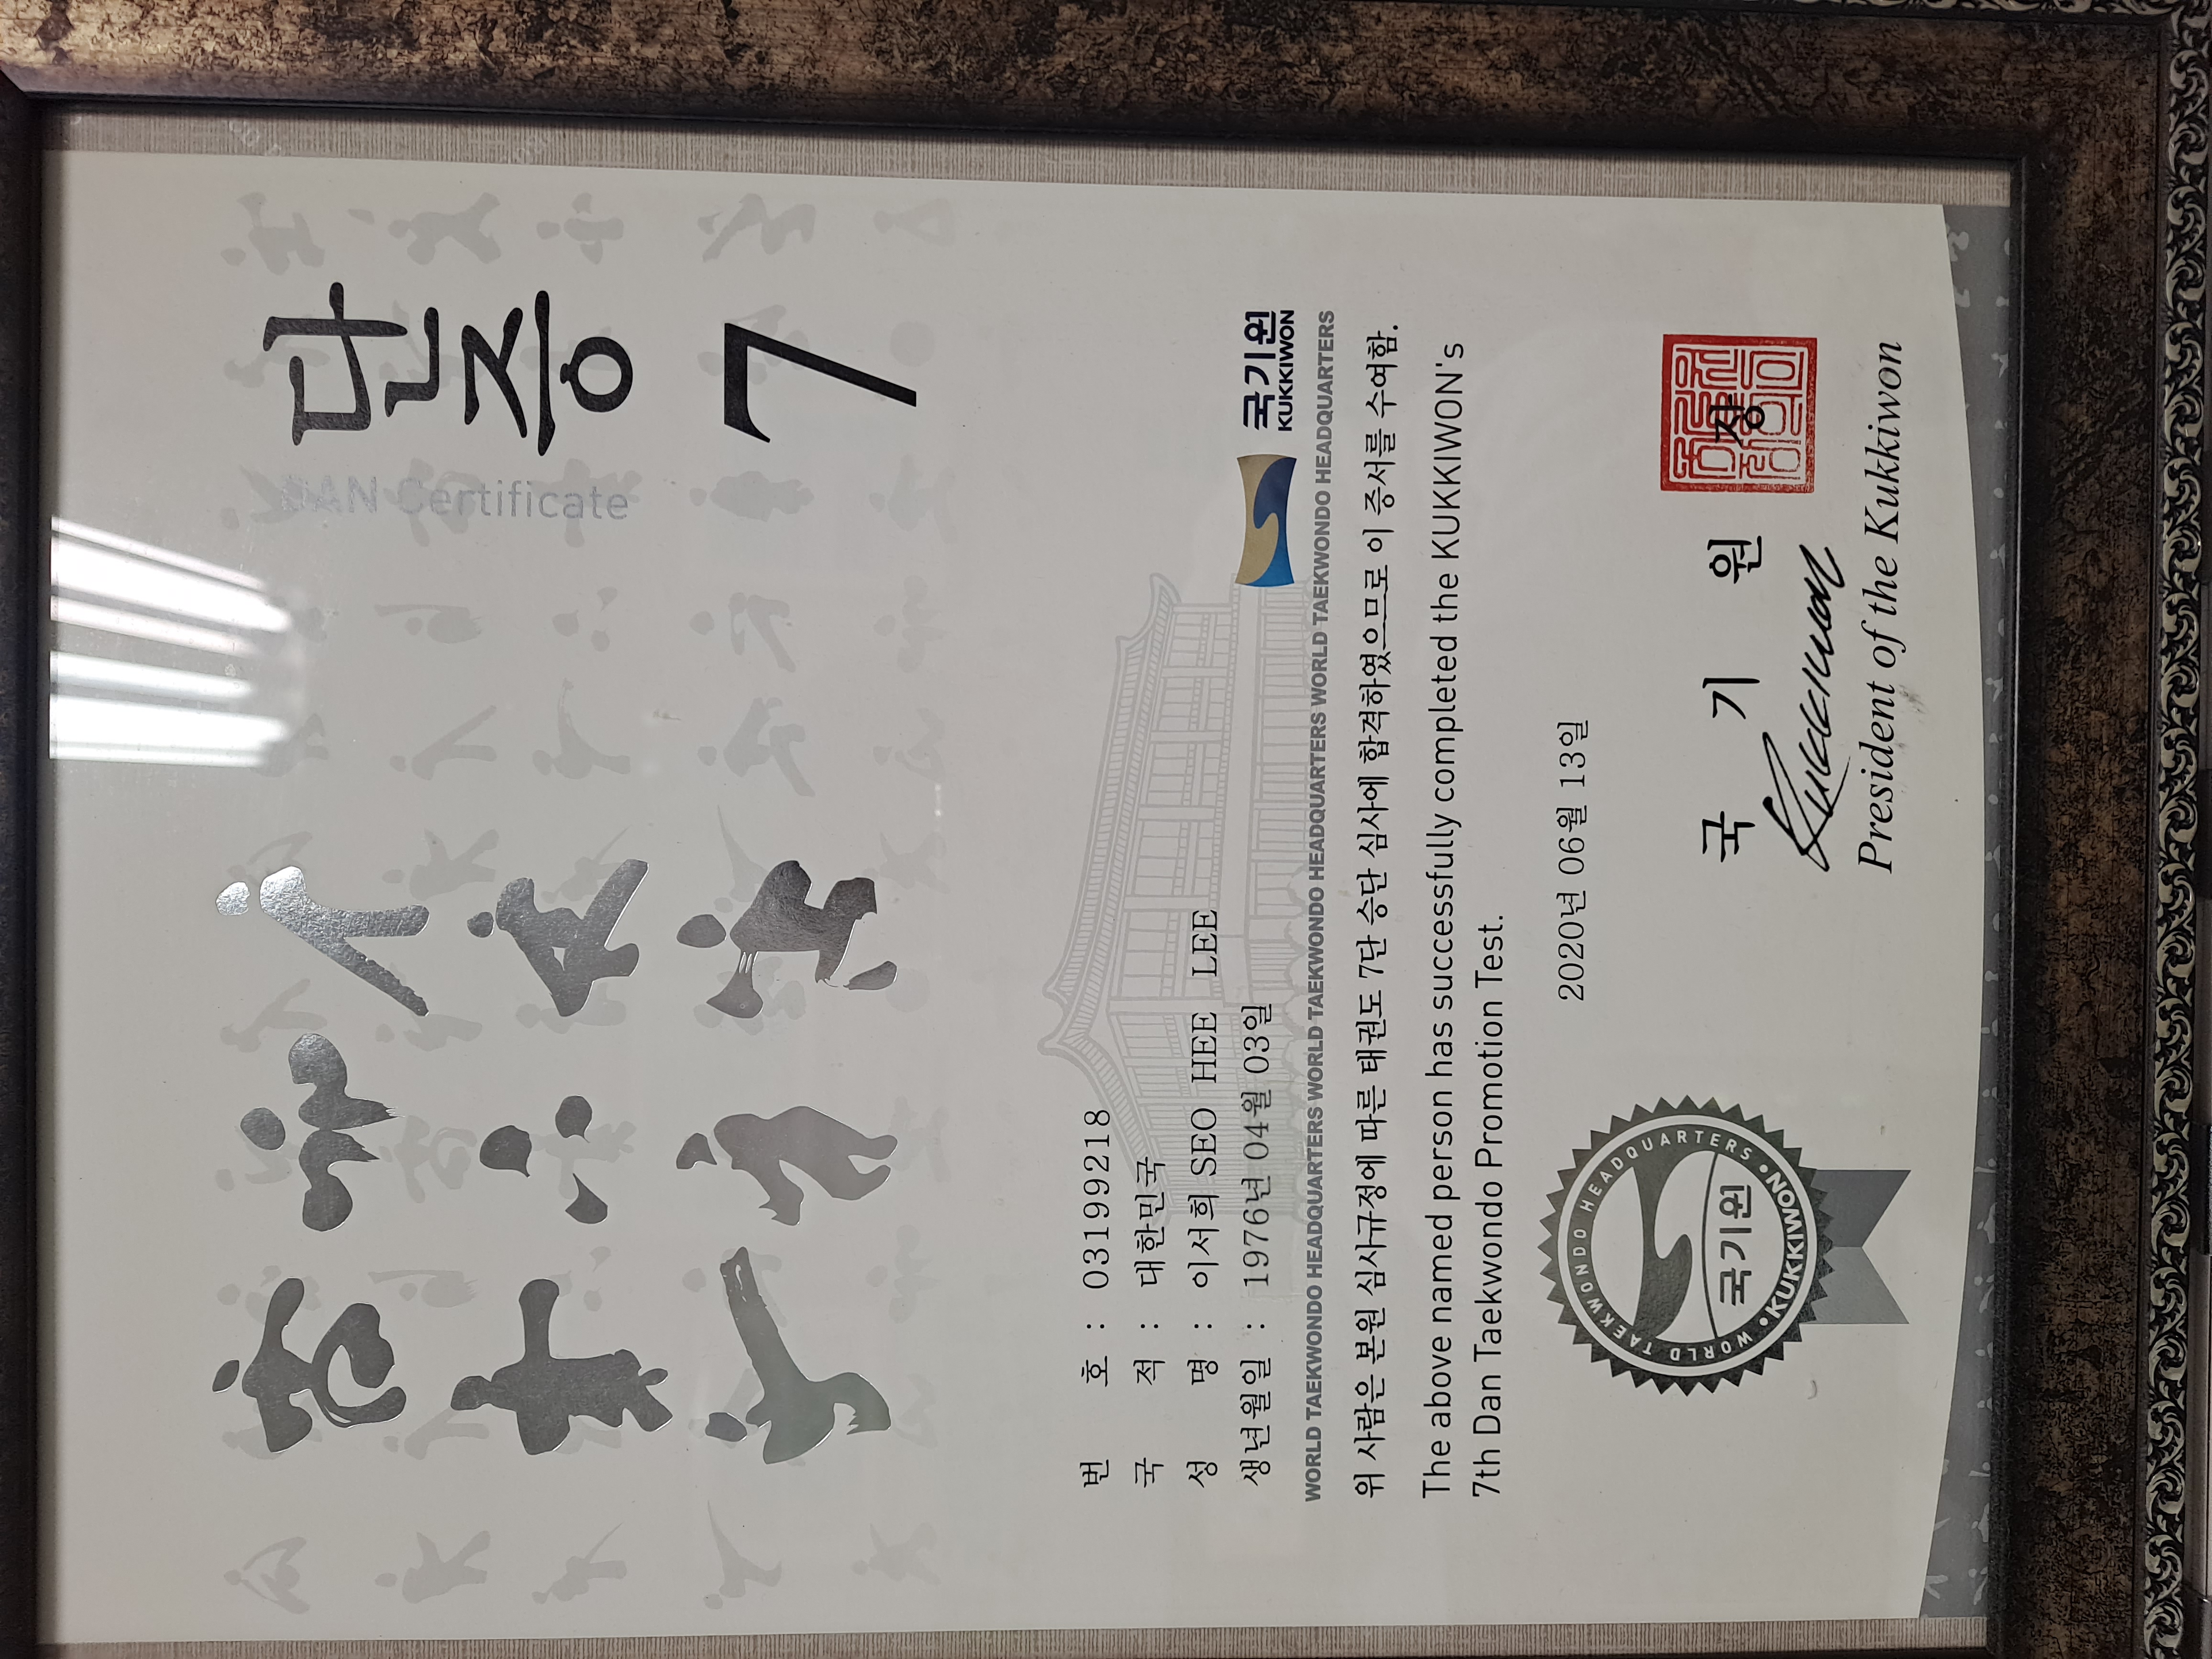 단증
DAN Certificate
7
번 호 : 03199218
국 적 : 대한민국
성 명 : 이서희 SEO HEE LEE
생년월일 : 1976년 04월 03일
국기원
KUKKIWON
WORLD TAEKWONDO HEADQUARTERS WORLD TAEKWONDO HEADQUARTERS WORLD TAEKWONDO HEADQUARTERS WORLD TAEKWONDO HEADQUARTERS WORLD TAEKWONDO HEADQUARTERS
위 사람은 본원 심사규정에 따른 태권도 7단 승단 심사에 합격하였으므로 이 증서를 수여함.
The above named person has successfully completed the KUKKIWON's
7th Dan Taekwondo Promotion Test.
2020년 06월 13일
WORLD TAEKWONDO HEADQUARTERS
국기원
KUKKIWON
국 기 원 장
President of the Kukkiwon